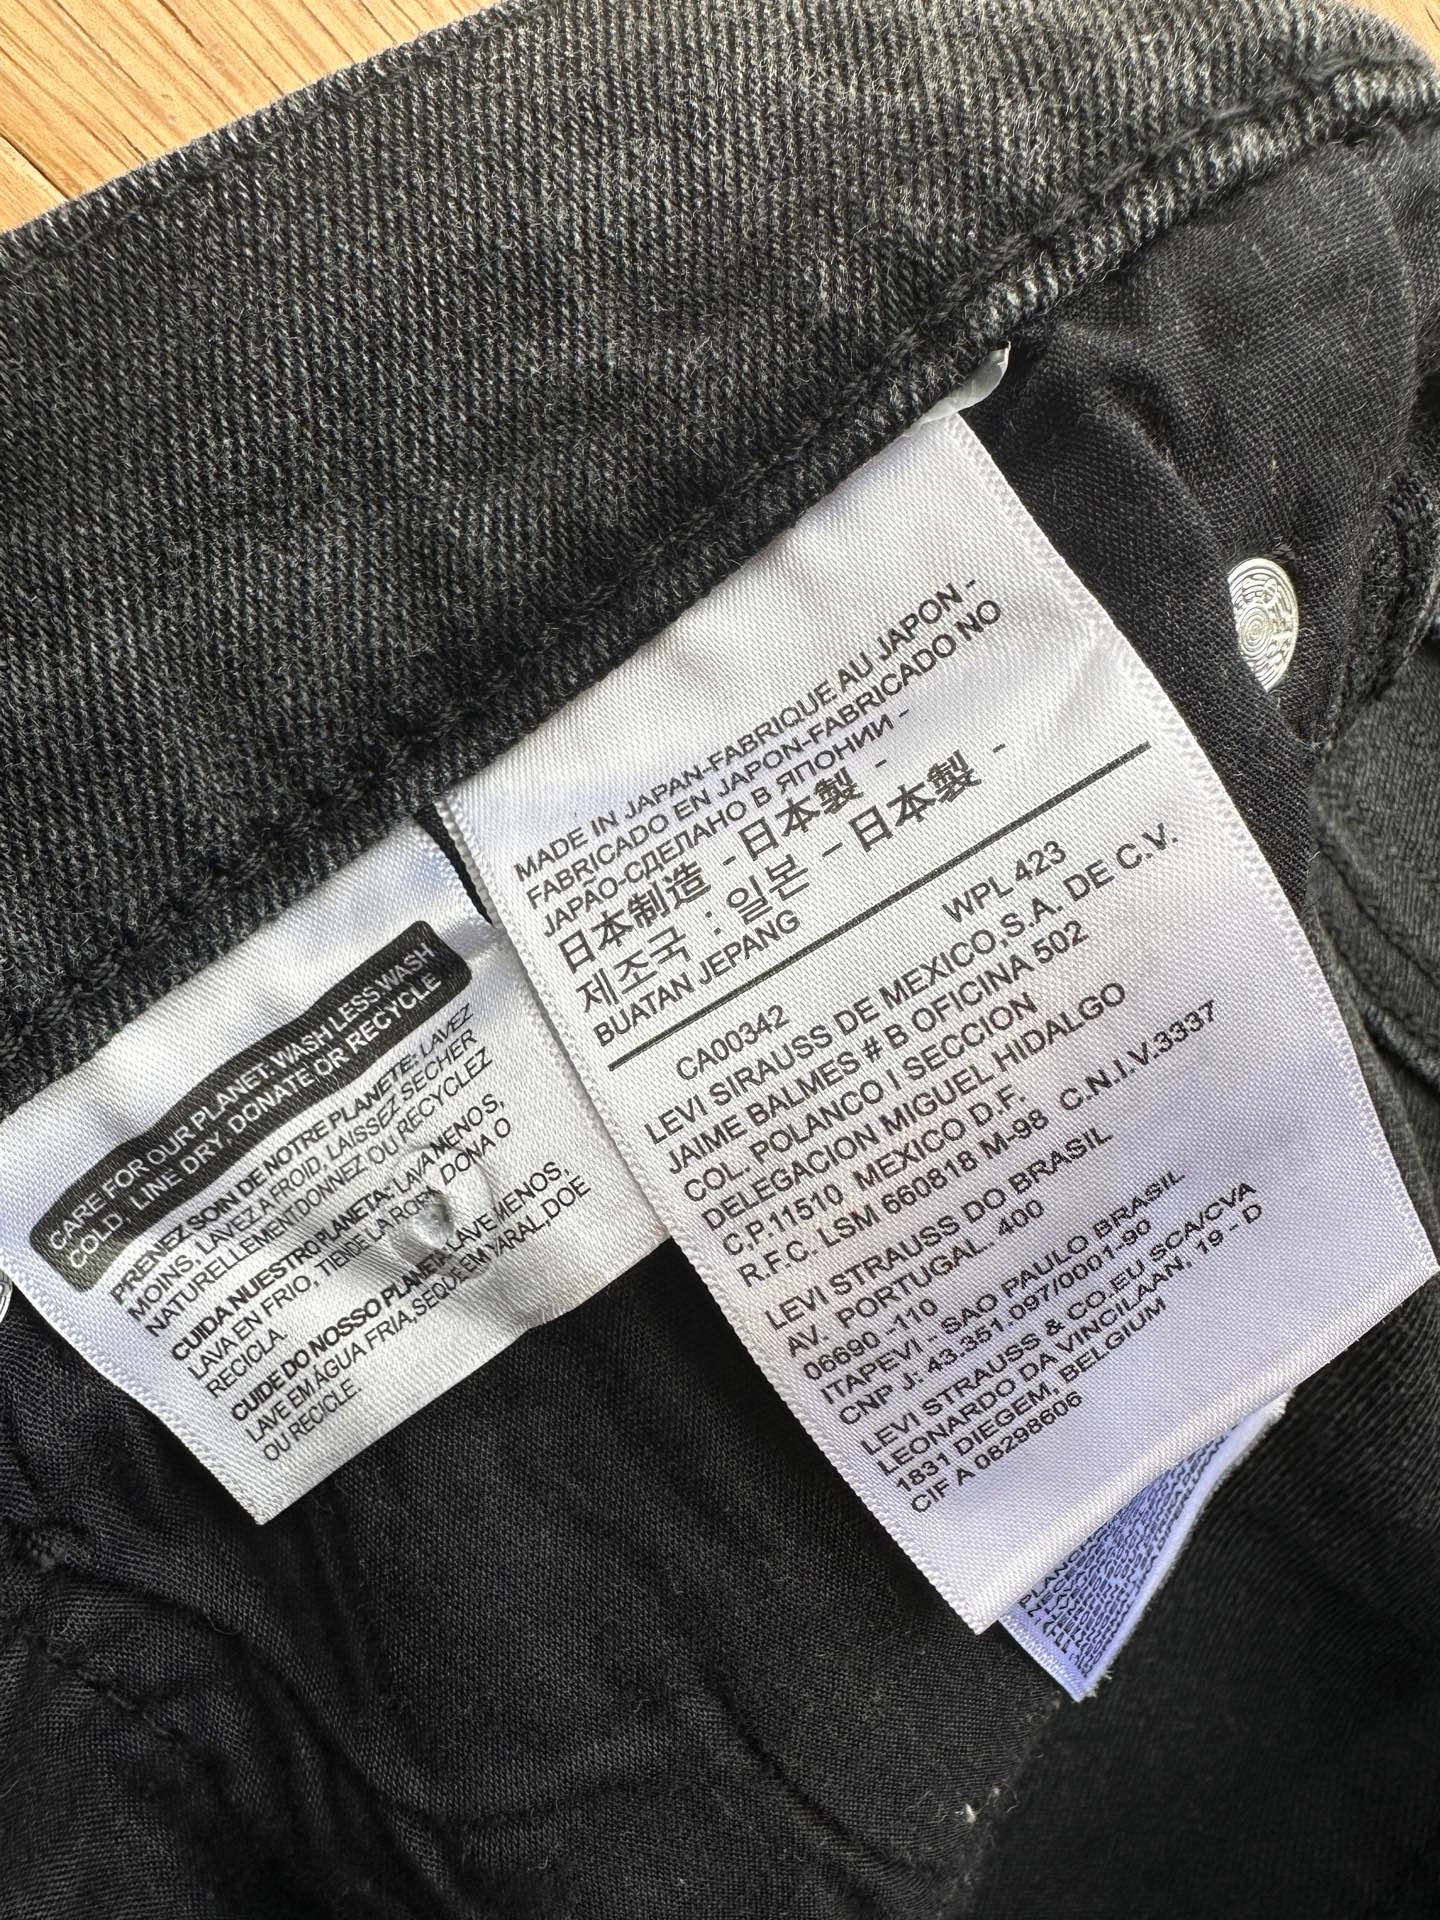 CARE FOR OUR PLANET: WASH LESS WASH
COLD, LINE DRY, DONATE OR RECYCLE
PRENEZ SOIN DE NOTRE PLANETE: LAVEZ
MOINS, LAVEZ A FROID, LAISSEZ SECHER
NATURELLEMENT DONNEZ OU RECYCLEZ
CUIDA NUESTRO PLANETA: LAVA MENOS,
LAVA EN FRIO, TIENDE LA ROPA, DONA O
RECICLA.
CUIDE DO NOSSO PLANETA: LAVE MENOS,
LAVE EM ÁGUA FRIA, SEQUE EM VARAL, DOE
OU RECICLE.
MADE IN JAPAN-FABRIQUE AU JAPON -
FABRICADO EN JAPON-FABRICADO NO
JAPAO-СДЕЛАНО В ЯПОНИИ -
日本制造 -日本製 -
제조국 : 일본 - 日本製 -
BUATAN JEPANG
CA00342 WPL 423
LEVI SIRAUSS DE MEXICO,S.A. DE C.V.
JAIME BALMES # B OFICINA 502
COL. POLANCO I SECCION
DELEGACION MIGUEL HIDALGO
C,P.11510 MEXICO D.F.
R.F.C. LSM 660818 M-98 C.N.I.V.3337
LEVI STRAUSS DO BRASIL
AV. PORTUGAL. 400
06690 -110
ITAPEVI - SAO PAULO BRASIL
CNP J: 43.351.097/0001-90
LEVI STRAUSS & CO.EU SCA/CVA
LEONARDO DA VINCILAAN, 19 - D
1831 DIEGEM, BELGIUM
CIF A 08298606